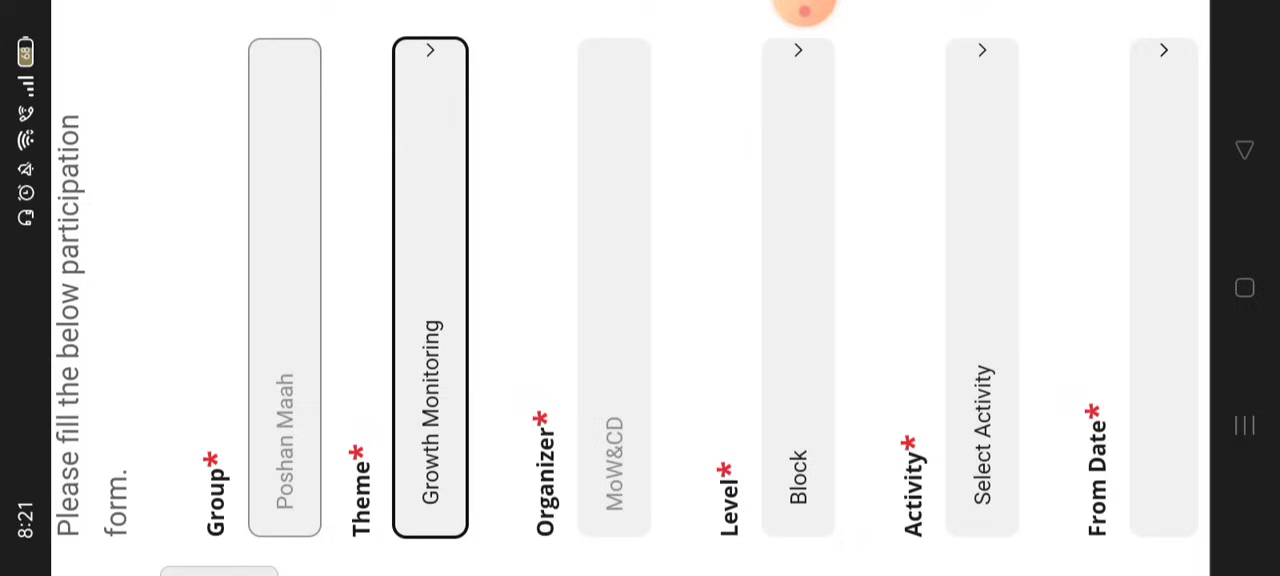 8:21
68
Please fill the below participation
form.
Group*
Poshan Maah
Theme*
Growth Monitoring
Organizer*
MoW&CD
Level*
Block
Activity*
Select Activity
From Date*